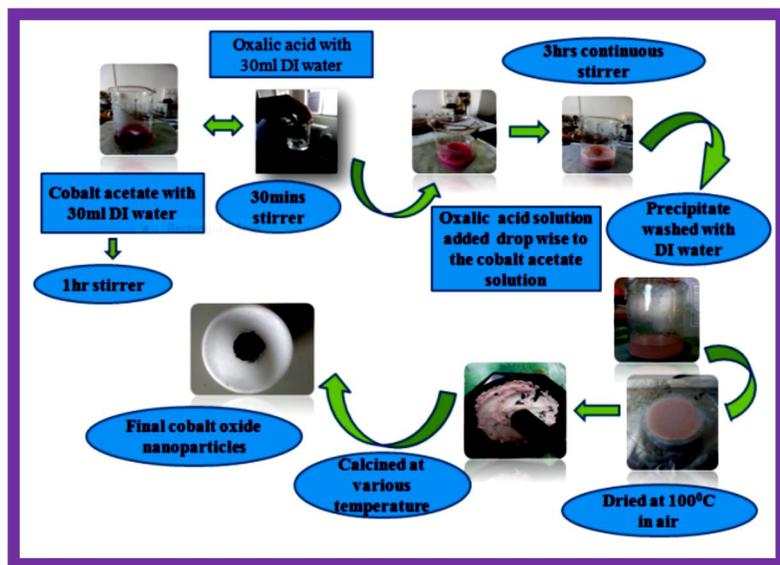 Oxalic acid with
30ml DI water
3hrs continuous
stirrer
Cobalt acetate with
30ml DI water
30mins
stirrer
Oxalic acid solution
added drop wise to
the cobalt acetate
solution
Precipitate
washed with
DI water
1hr stirrer
Final cobalt oxide
nanoparticles
Calcined at
various
temperature
Dried at 100⁰C
in air